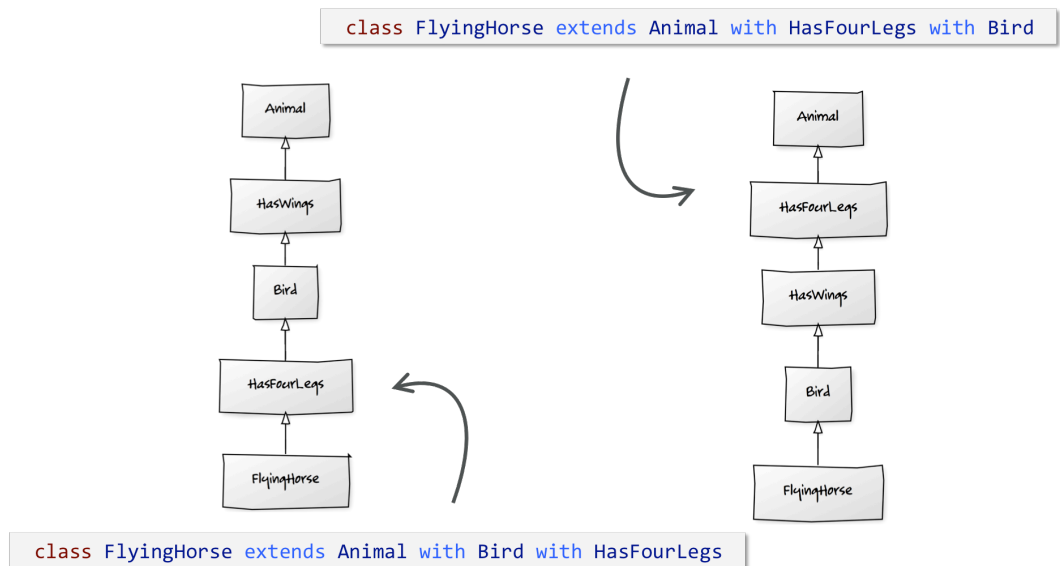 class FlyingHorse extends Animal with HasFourLegs with Bird
Animal
HasWings
Bird
HasFourLegs
FlyingHorse
Animal
HasFourLegs
HasWings
Bird
FlyingHorse
class FlyingHorse extends Animal with Bird with HasFourLegs